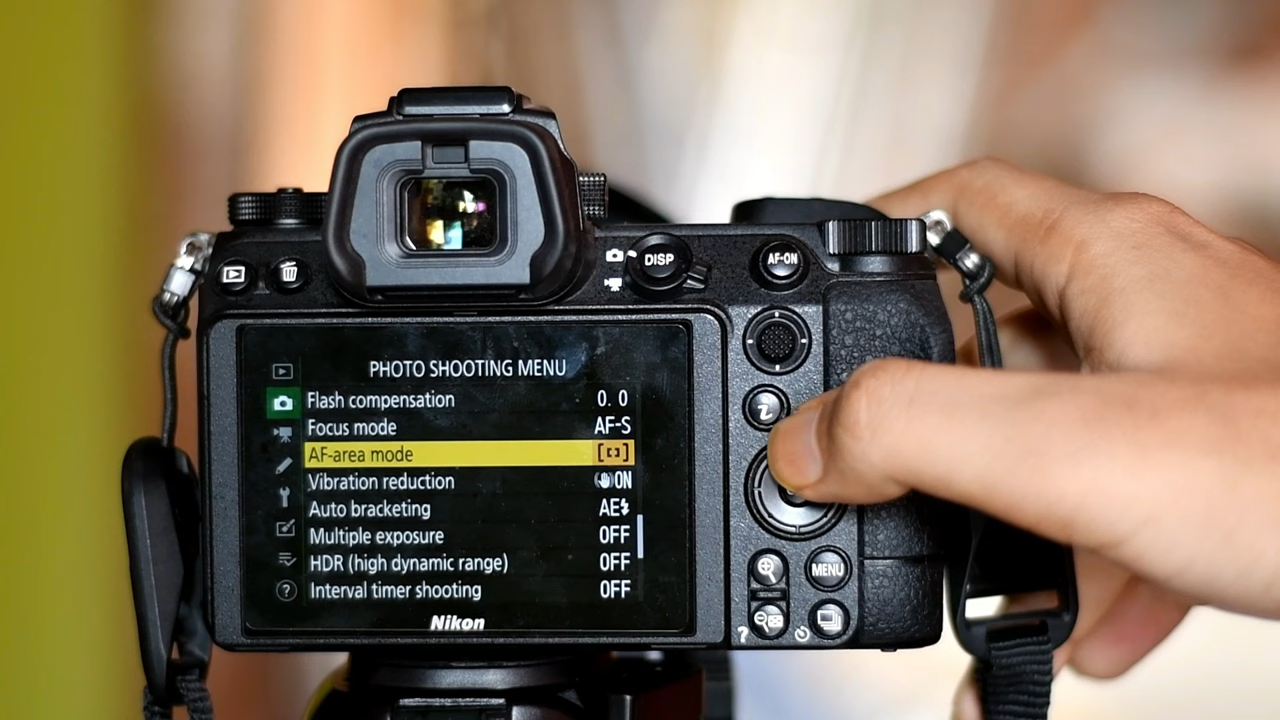 DISP
AF-ON
PHOTO SHOOTING MENU
Flash compensation 0. 0
Focus mode AF-S
AF-area mode
Vibration reduction ON
Auto bracketing AE
Multiple exposure OFF
HDR (high dynamic range) OFF
Interval timer shooting OFF
?
i
MENU
?
Nikon